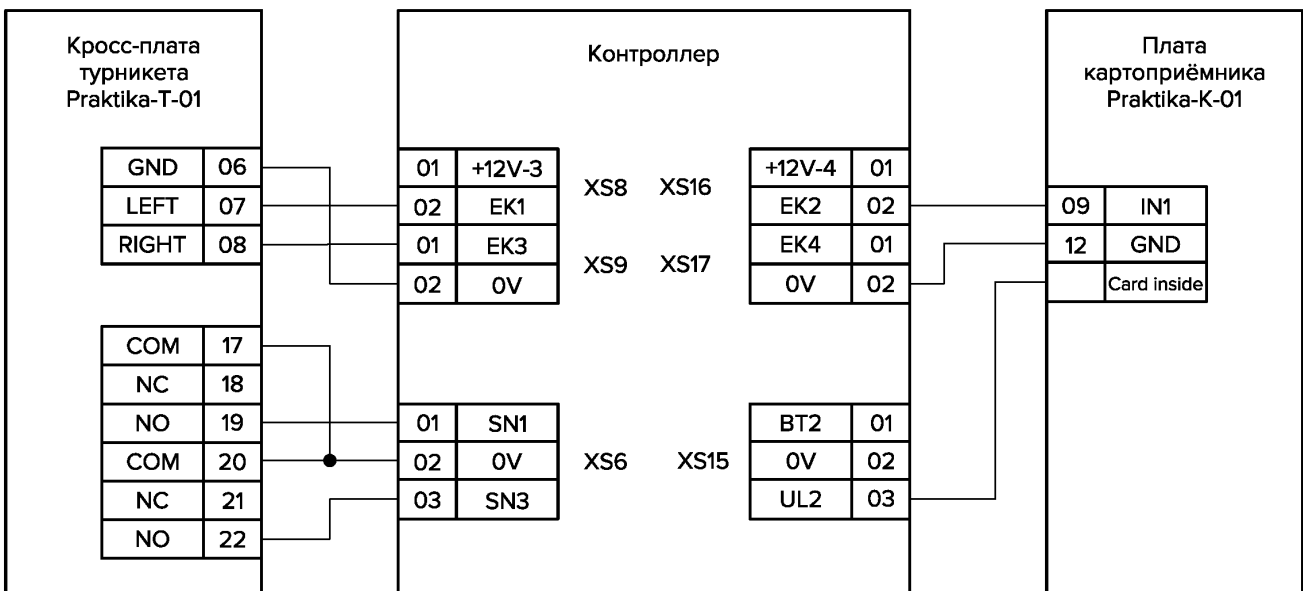 Кросс-плата
турникета
Praktika-T-01
GND 06
LEFT 07
RIGHT 08
COM 17
NC 18
NO 19
COM 20
NC 21
NO 22
Контроллер
01 +12V-3
02 EK1
XS8
01 EK3
02 0V
XS9
01 SN1
02 0V
03 SN3
XS6
XS16
+12V-4 01
EK2 02
XS17
EK4 01
0V 02
XS15
BT2 01
0V 02
UL2 03
Плата
картоприёмника
Praktika-K-01
09 IN1
12 GND
Card inside